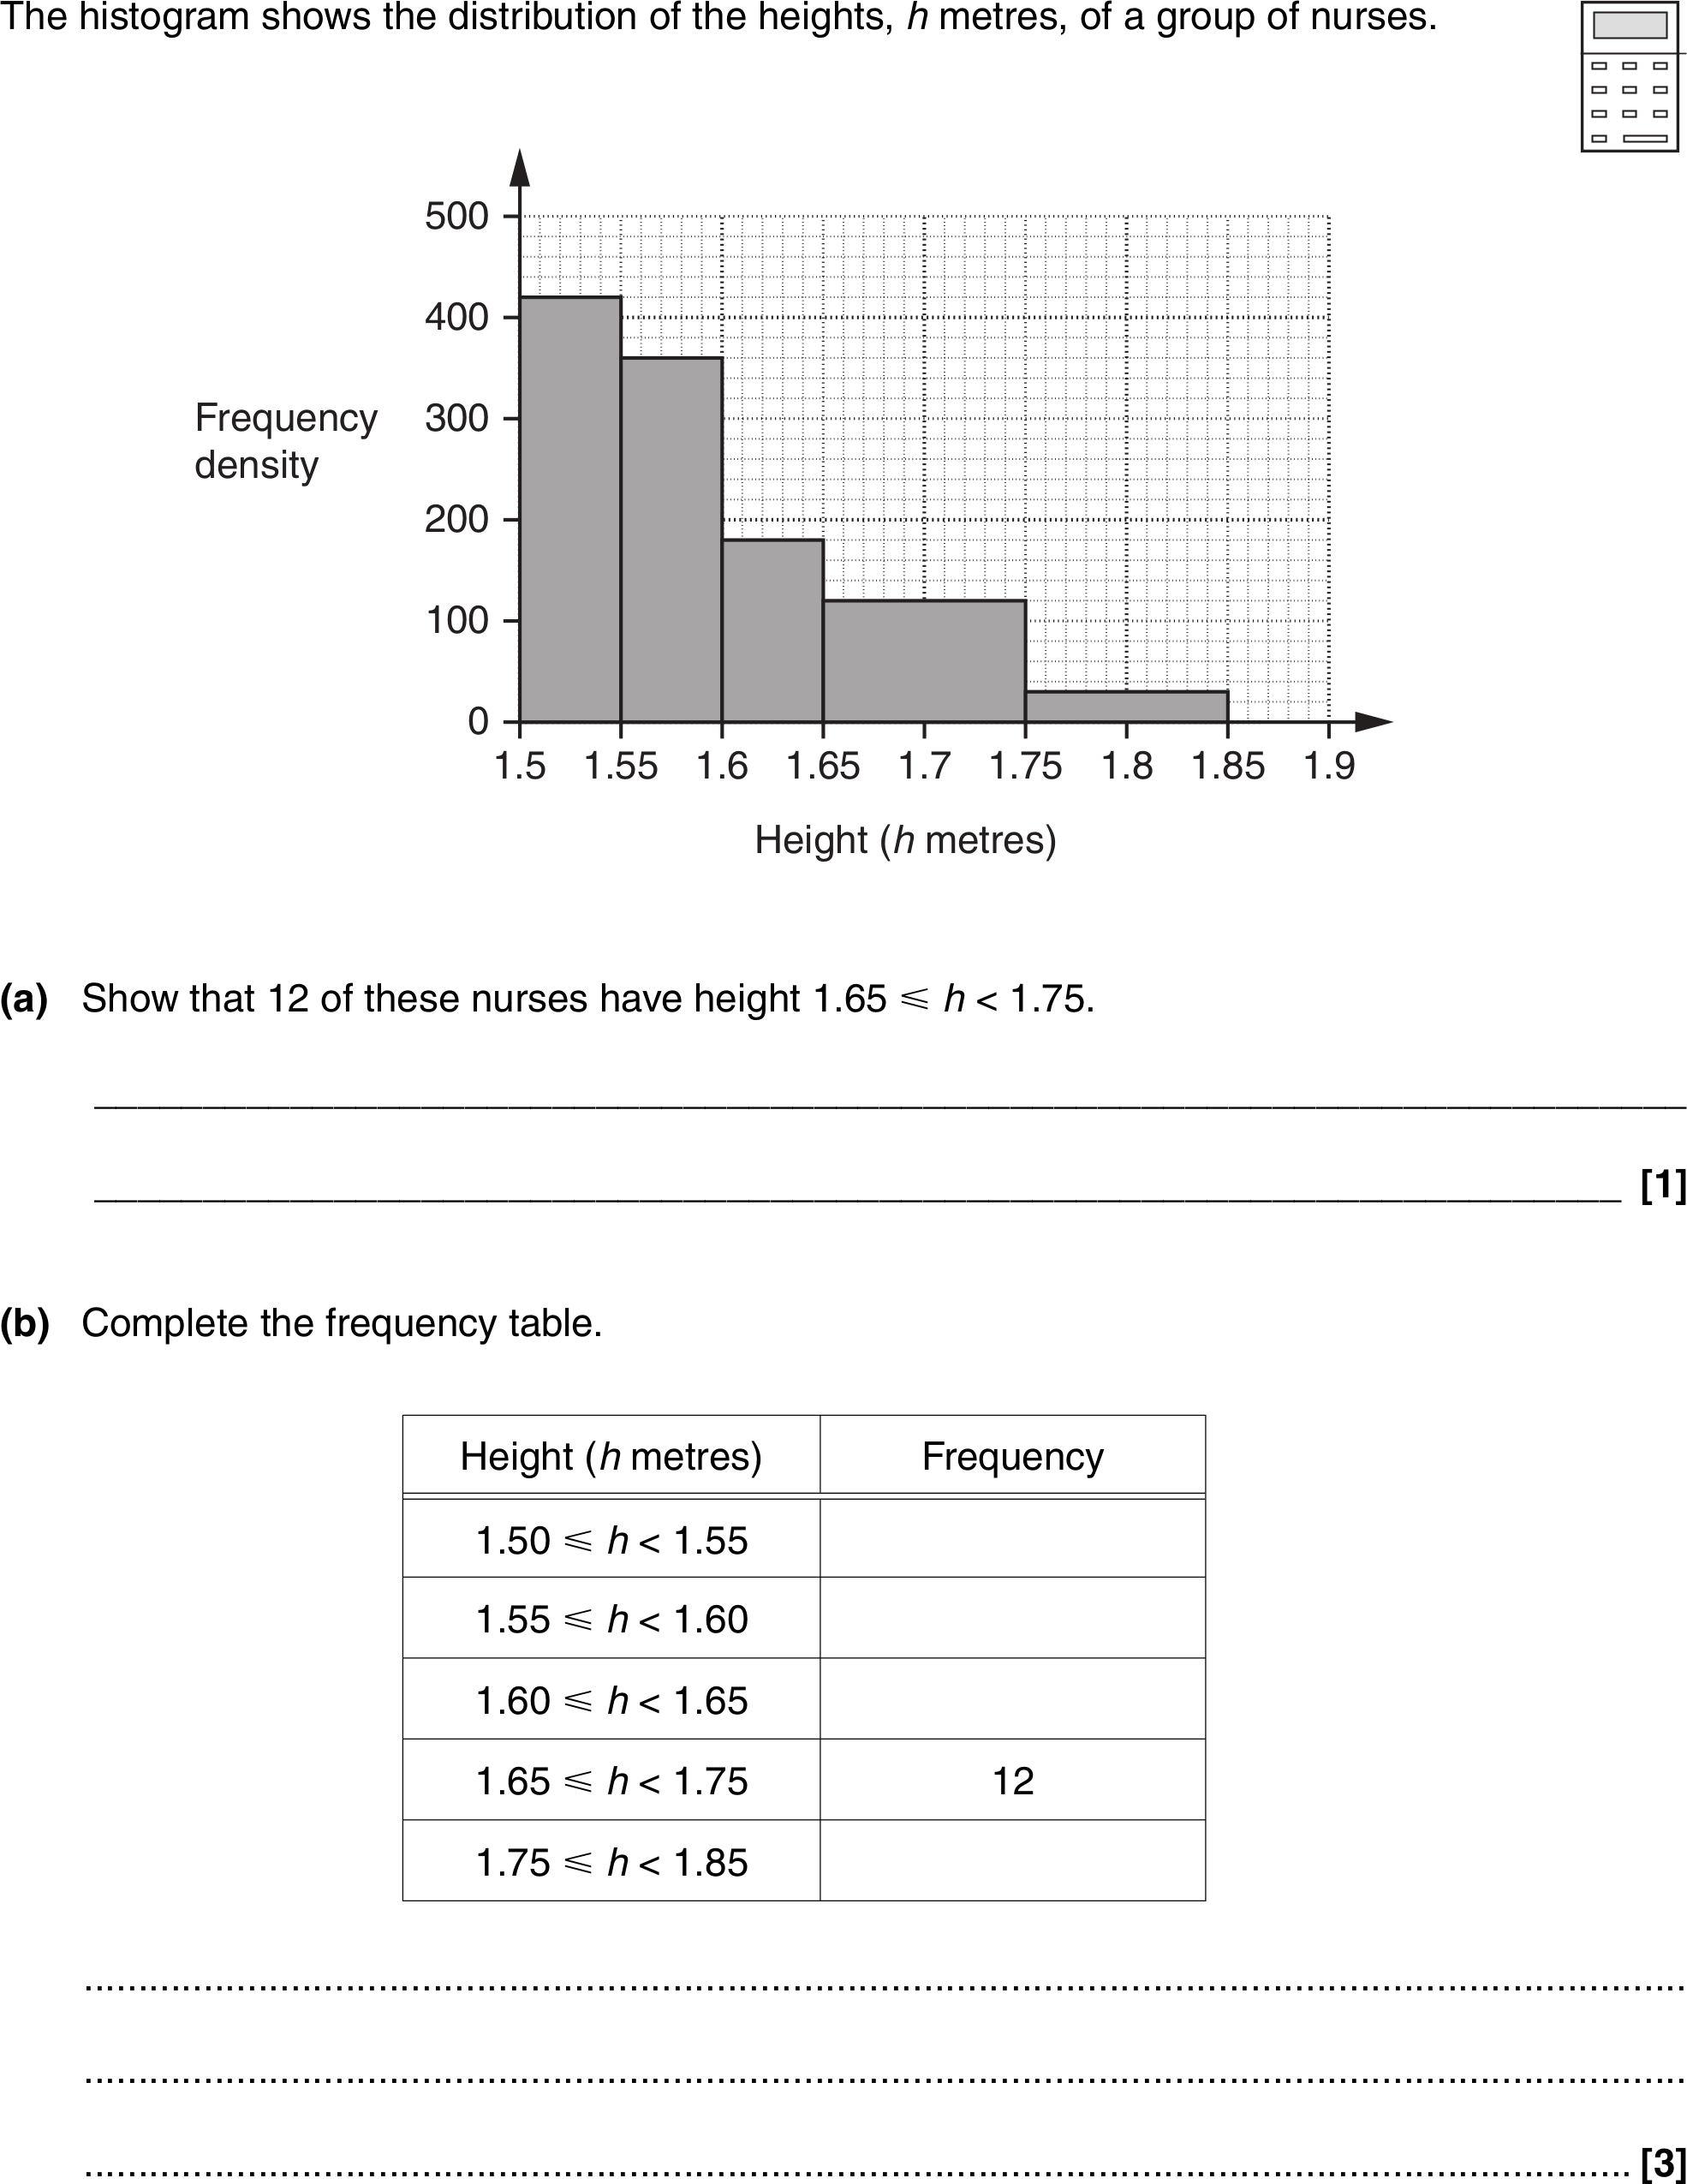 The histogram shows the distribution of the heights, h metres, of a group of nurses.
500
400
300
200
100
0
Frequency
density
1.5 1.55 1.6 1.65 1.7 1.75 1.8 1.85 1.9
Height (h metres)
(a) Show that 12 of these nurses have height 1.65 ⩽ h < 1.75.
[1]
(b) Complete the frequency table.
Height (h metres) Frequency
1.50 ⩽ h < 1.55
1.55 ⩽ h < 1.60
1.60 ⩽ h < 1.65
1.65 ⩽ h < 1.75 12
1.75 ⩽ h < 1.85
[3]